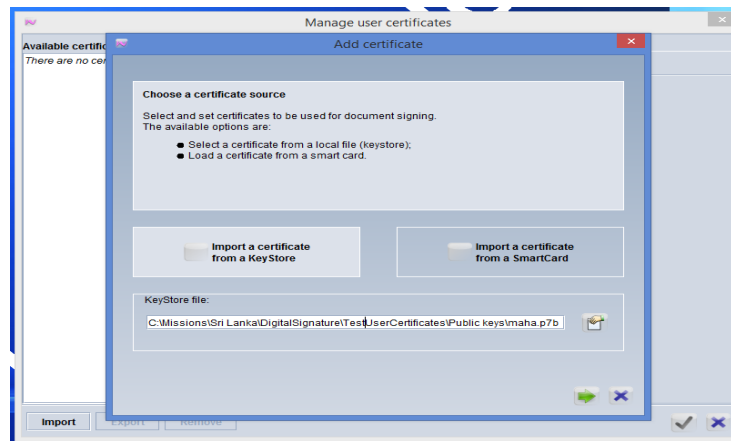 Manage user certificates
Add certificate
Available certific
There are no cer
Choose a certificate source
Select and set certificates to be used for document signing.
The available options are:
Select a certificate from a local file (keystore);
Load a certificate from a smart card.
Import a certificate
from a KeyStore
Import a certificate
from a SmartCard
KeyStore file:
C:\Missions\Sri Lanka\DigitalSignature\TestUserCertificates\Public keys\maha.p7b
Import
Export
Remove